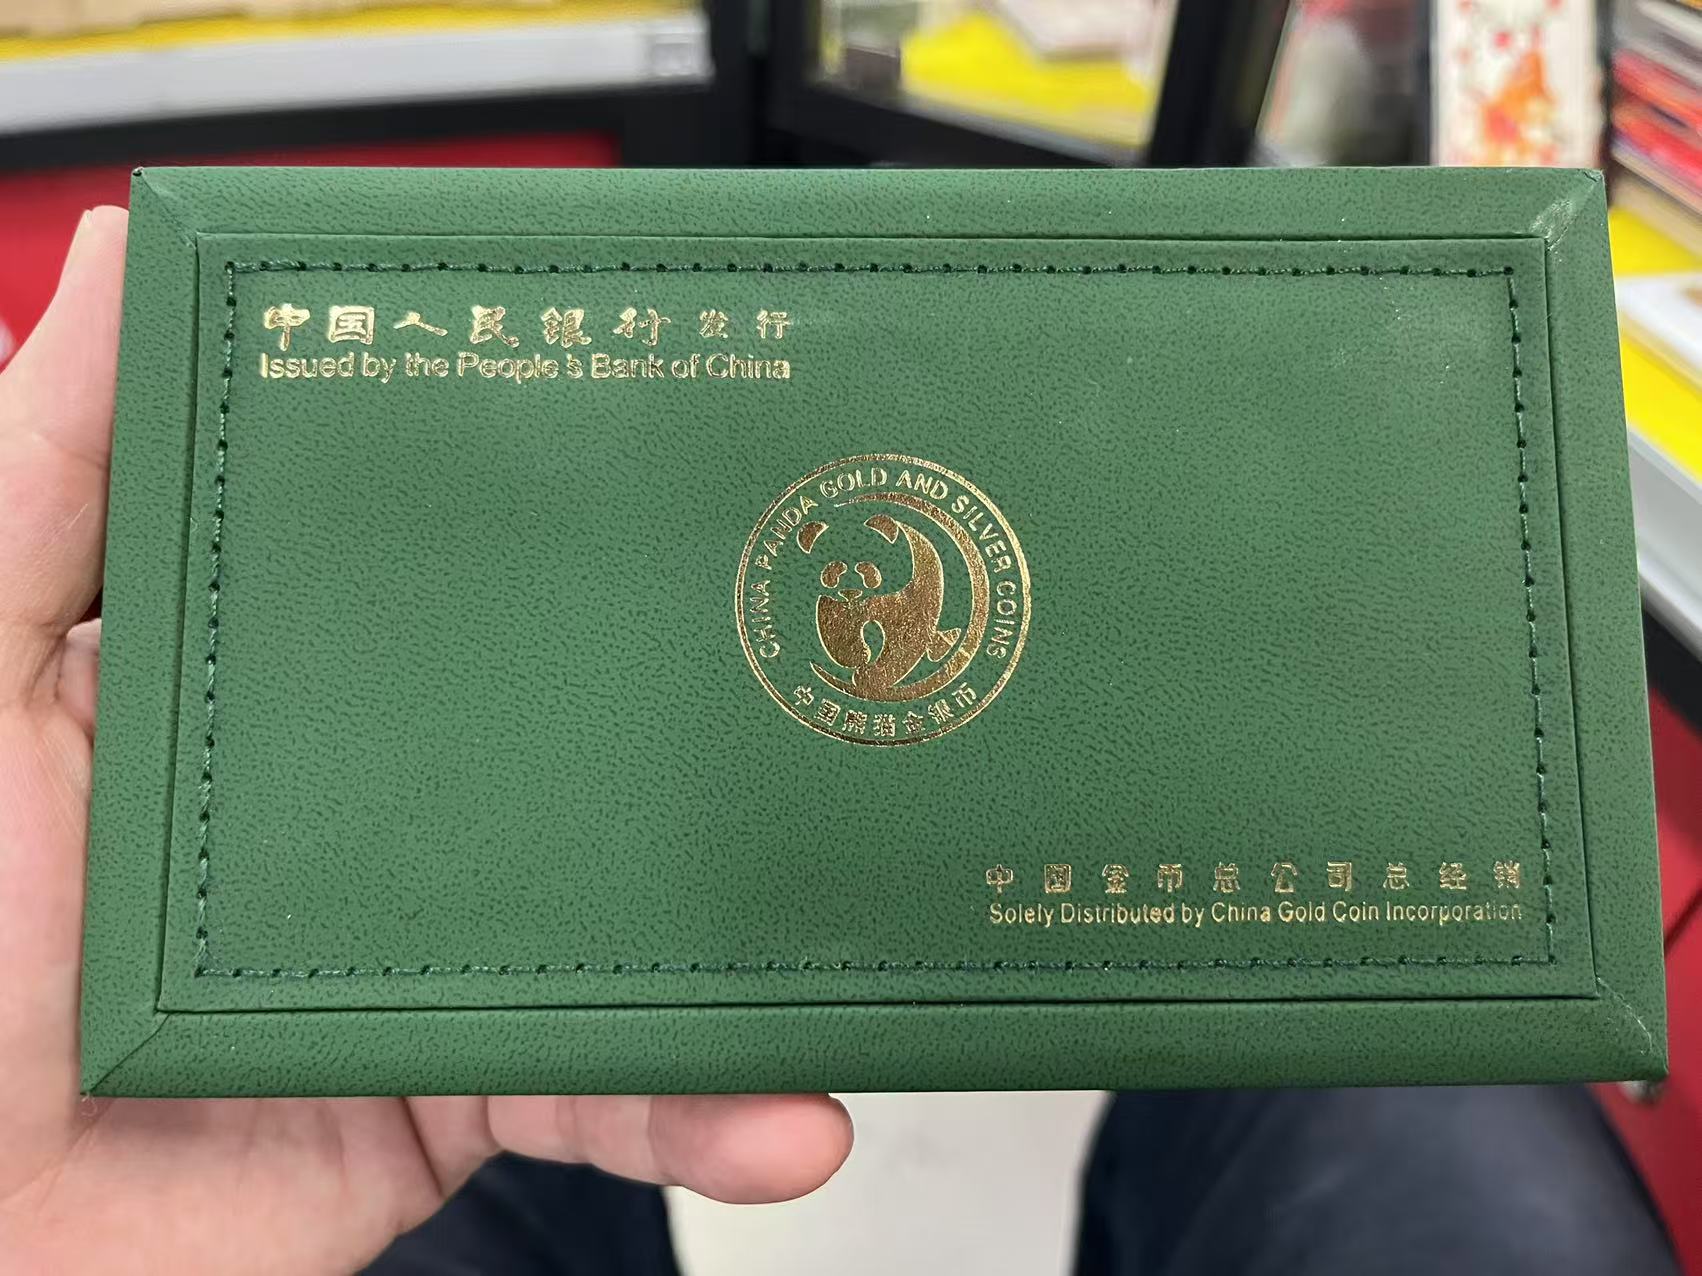 中国人民银行发行
Issued by the People's Bank of China
CHINA PANDA GOLD AND SILVER COINS
中国熊猫金银币
中国金币总公司总经销
Solely Distributed by China Gold Coin Incorporation